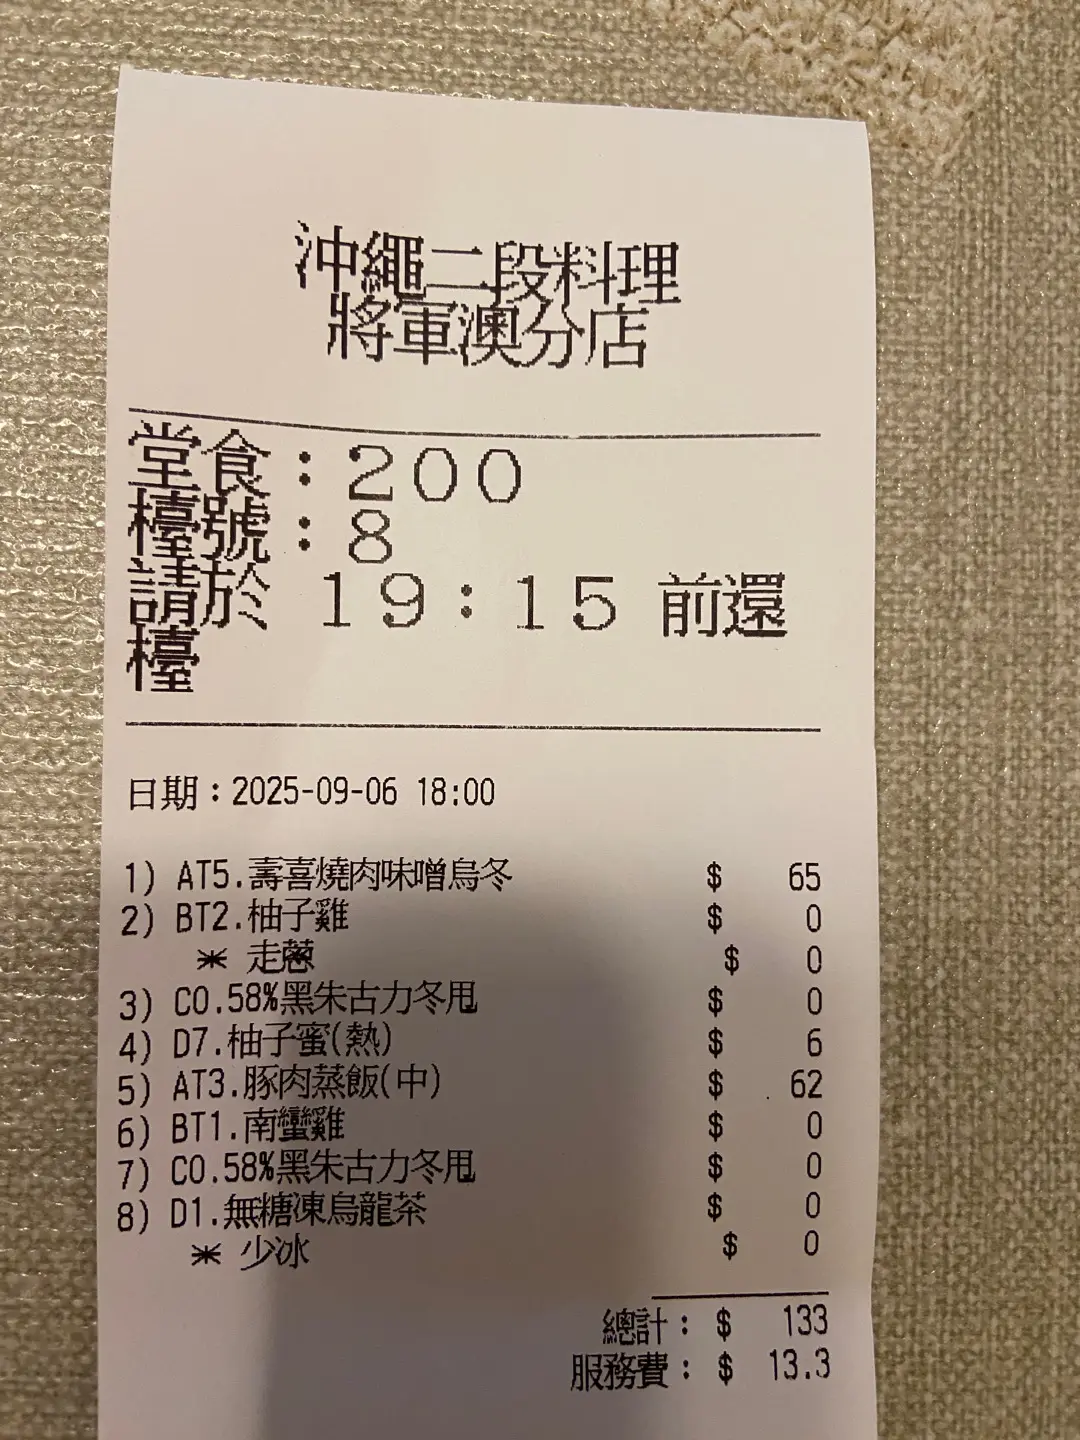 沖繩二段料理
將軍澳分店
堂食：200
檯號：8
請於 19：15 前還
檯
日期：2025-09-06 18:00
1) AT5.壽喜燒肉味噌烏冬 $ 65
2) BT2.柚子雞 $ 0
* 走蔥 $ 0
3) C0.58%黑朱古力冬甩 $ 0
4) D7.柚子蜜(熱) $ 6
5) AT3.豚肉蒸飯(中) $ 62
6) BT1.南蠻雞 $ 0
7) C0.58%黑朱古力冬甩 $ 0
8) D1.無糖凍烏龍茶 $ 0
* 少冰 $ 0
總計： $ 133
服務費： $ 13.3